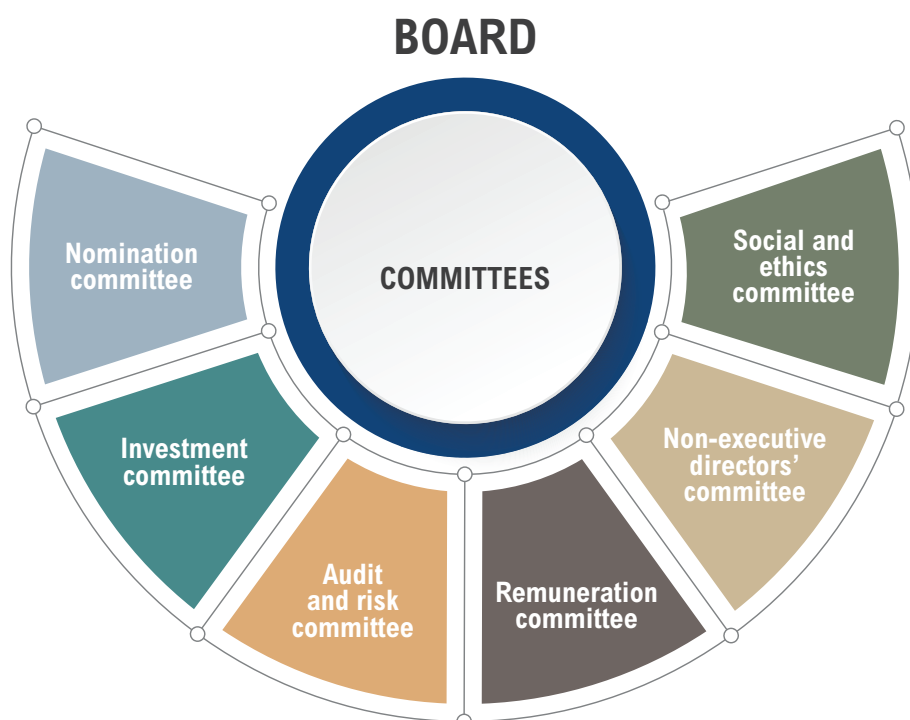 BOARD
COMMITTEES
Nomination
committee
Investment
committee
Audit
and risk
committee
Remuneration
committee
Non-executive
directors’
committee
Social and
ethics
committee